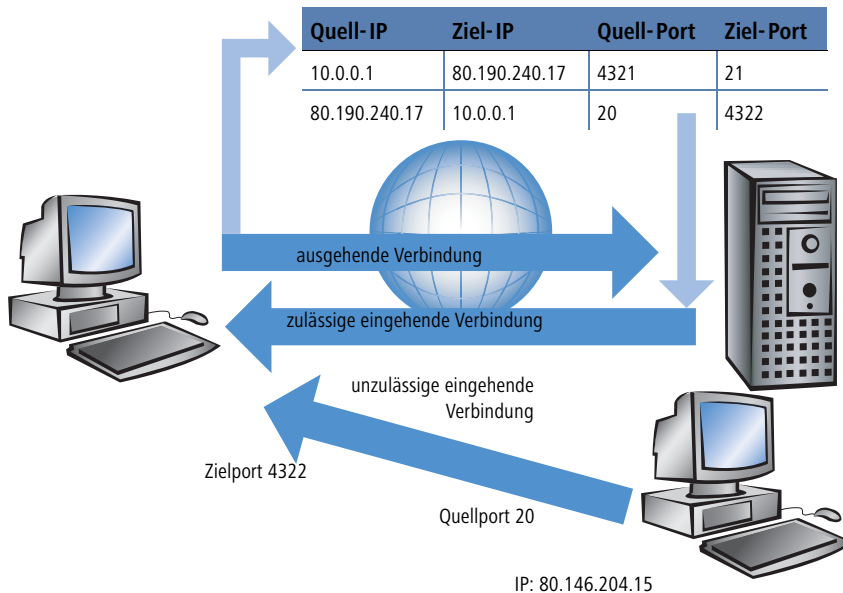 Quell-IP Ziel-IP Quell-Port Ziel-Port
10.0.0.1 80.190.240.17 4321 21
80.190.240.17 10.0.0.1 20 4322
ausgehende Verbindung
zulässige eingehende Verbindung
unzulässige eingehende
Verbindung
Zielport 4322
Quellport 20
IP: 80.146.204.15